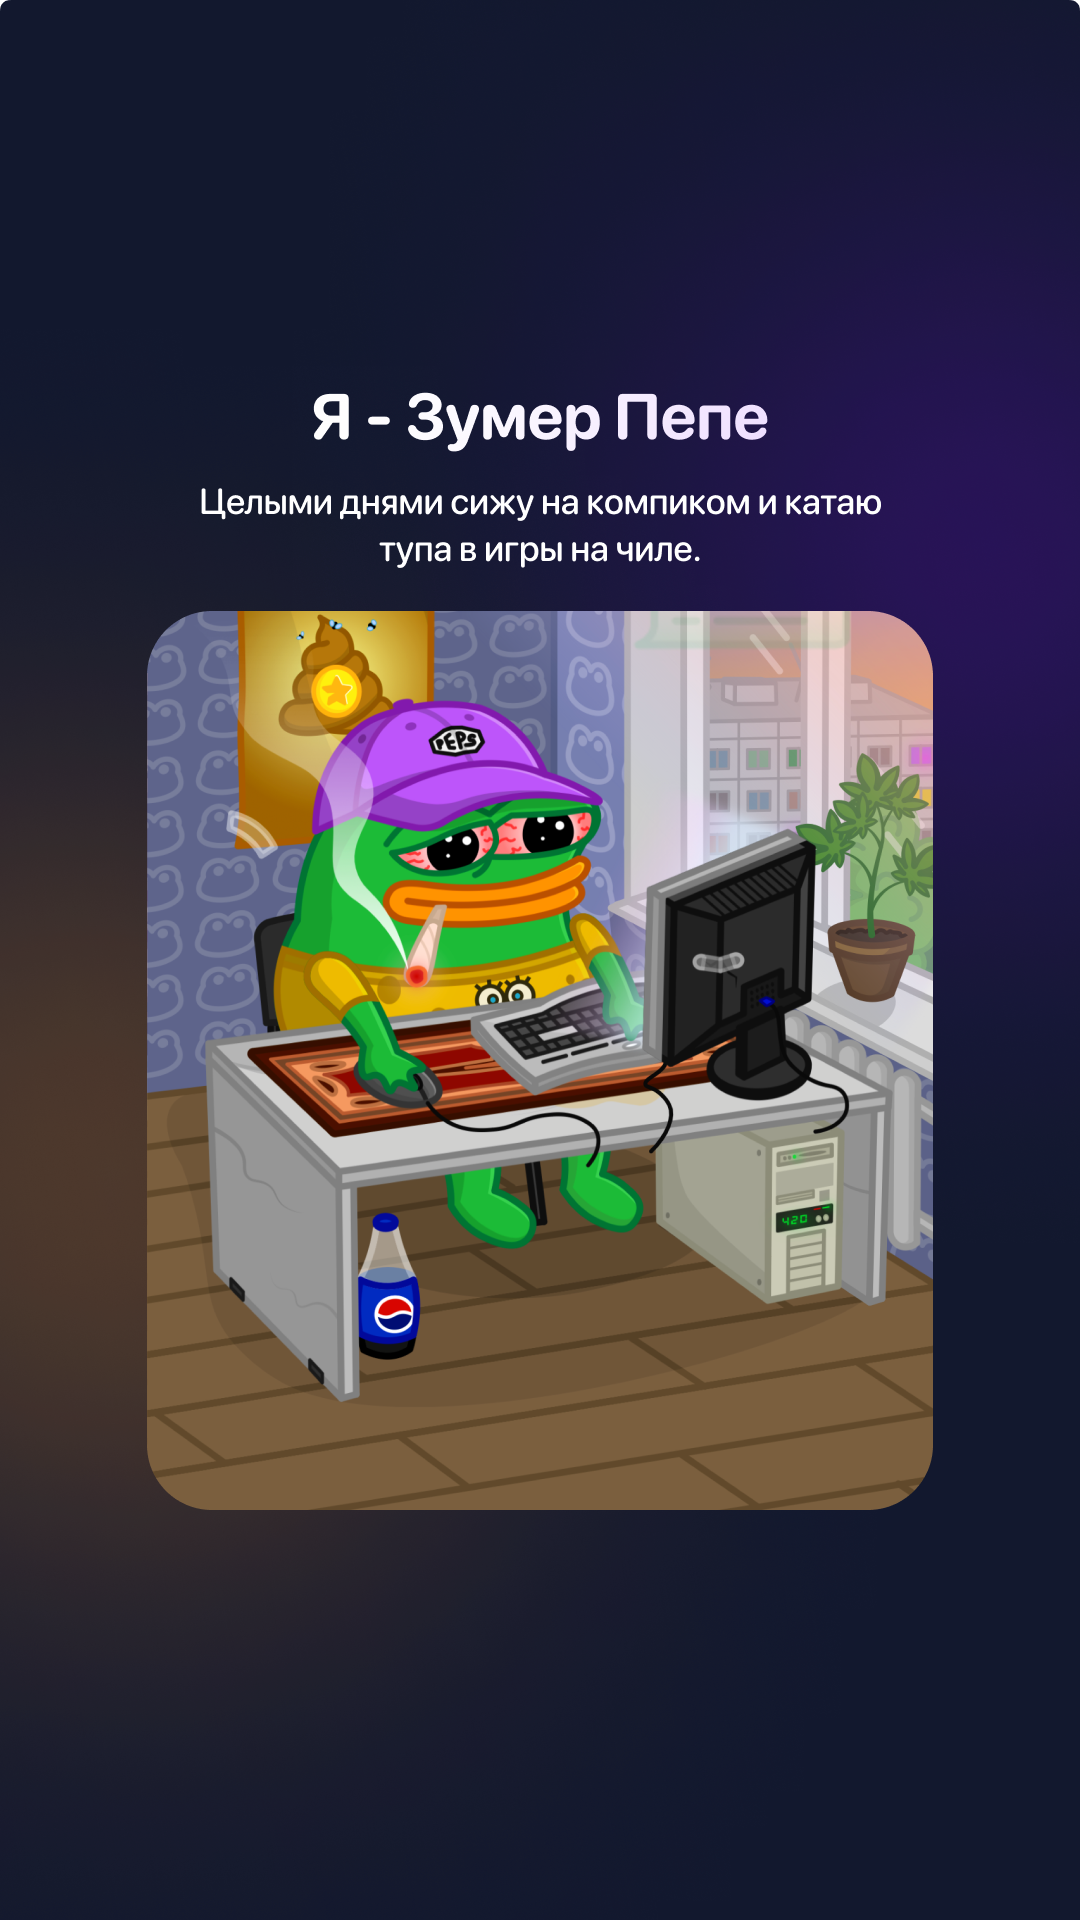 Я - Зумер Пепе
Целыми днями сижу на компиком и катаю
тупа в игры на чиле.
PEPS
420